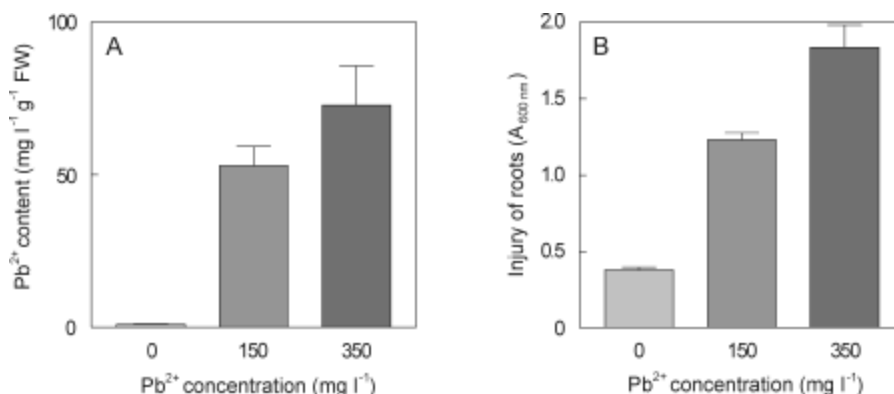 A
Pb²⁺ content (mg l⁻¹ g⁻¹ FW)
100
50
0
0 150 350
Pb²⁺ concentration (mg l⁻¹)
B
Injury of roots (A₆₀₀ ₙₘ)
2.0
1.5
1.0
0.5
0
0 150 350
Pb²⁺ concentration (mg l⁻¹)